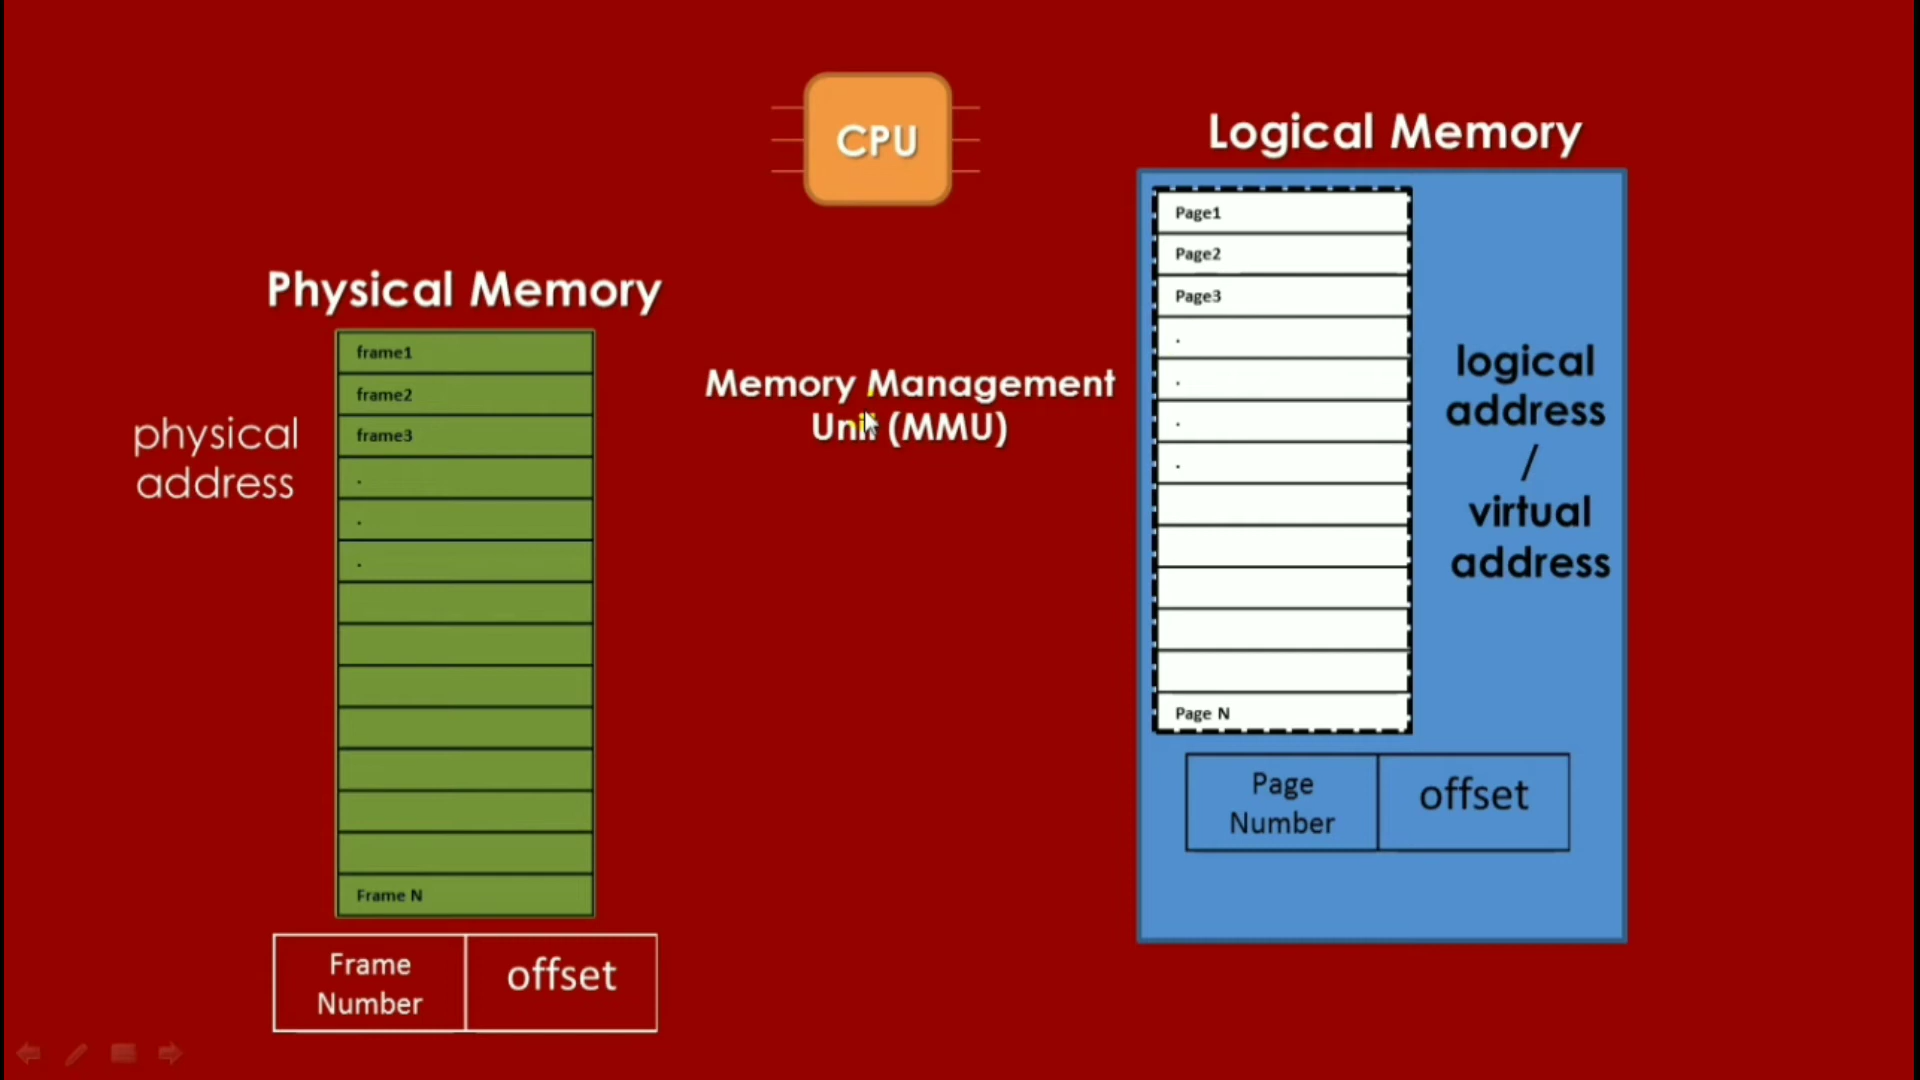 CPU
Logical Memory
Page1
Page2
Page3
.
.
.
.
Page N
logical
address
/
virtual
address
Page
Number
offset
Physical Memory
frame1
frame2
frame3
.
.
.
Frame N
physical
address
Memory Management
Unit (MMU)
Frame
Number
offset